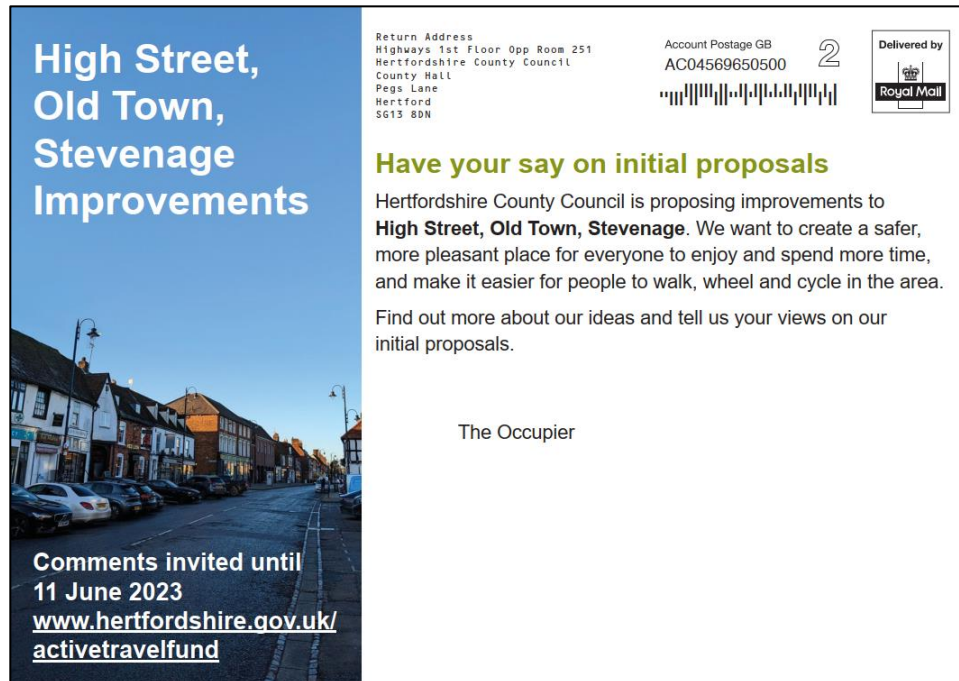 High Street,
Old Town,
Stevenage
Improvements
Comments invited until
11 June 2023
www.hertfordshire.gov.uk/
activetravelfund
Return Address
Highways 1st Floor Opp Room 251
Hertfordshire County Council
County Hall
Pegs Lane
Hertford
SG13 8DN
Account Postage GB
AC04569650500
2
Delivered by
Royal Mail
Have your say on initial proposals
Hertfordshire County Council is proposing improvements to
High Street, Old Town, Stevenage. We want to create a safer,
more pleasant place for everyone to enjoy and spend more time,
and make it easier for people to walk, wheel and cycle in the area.
Find out more about our ideas and tell us your views on our
initial proposals.
The Occupier